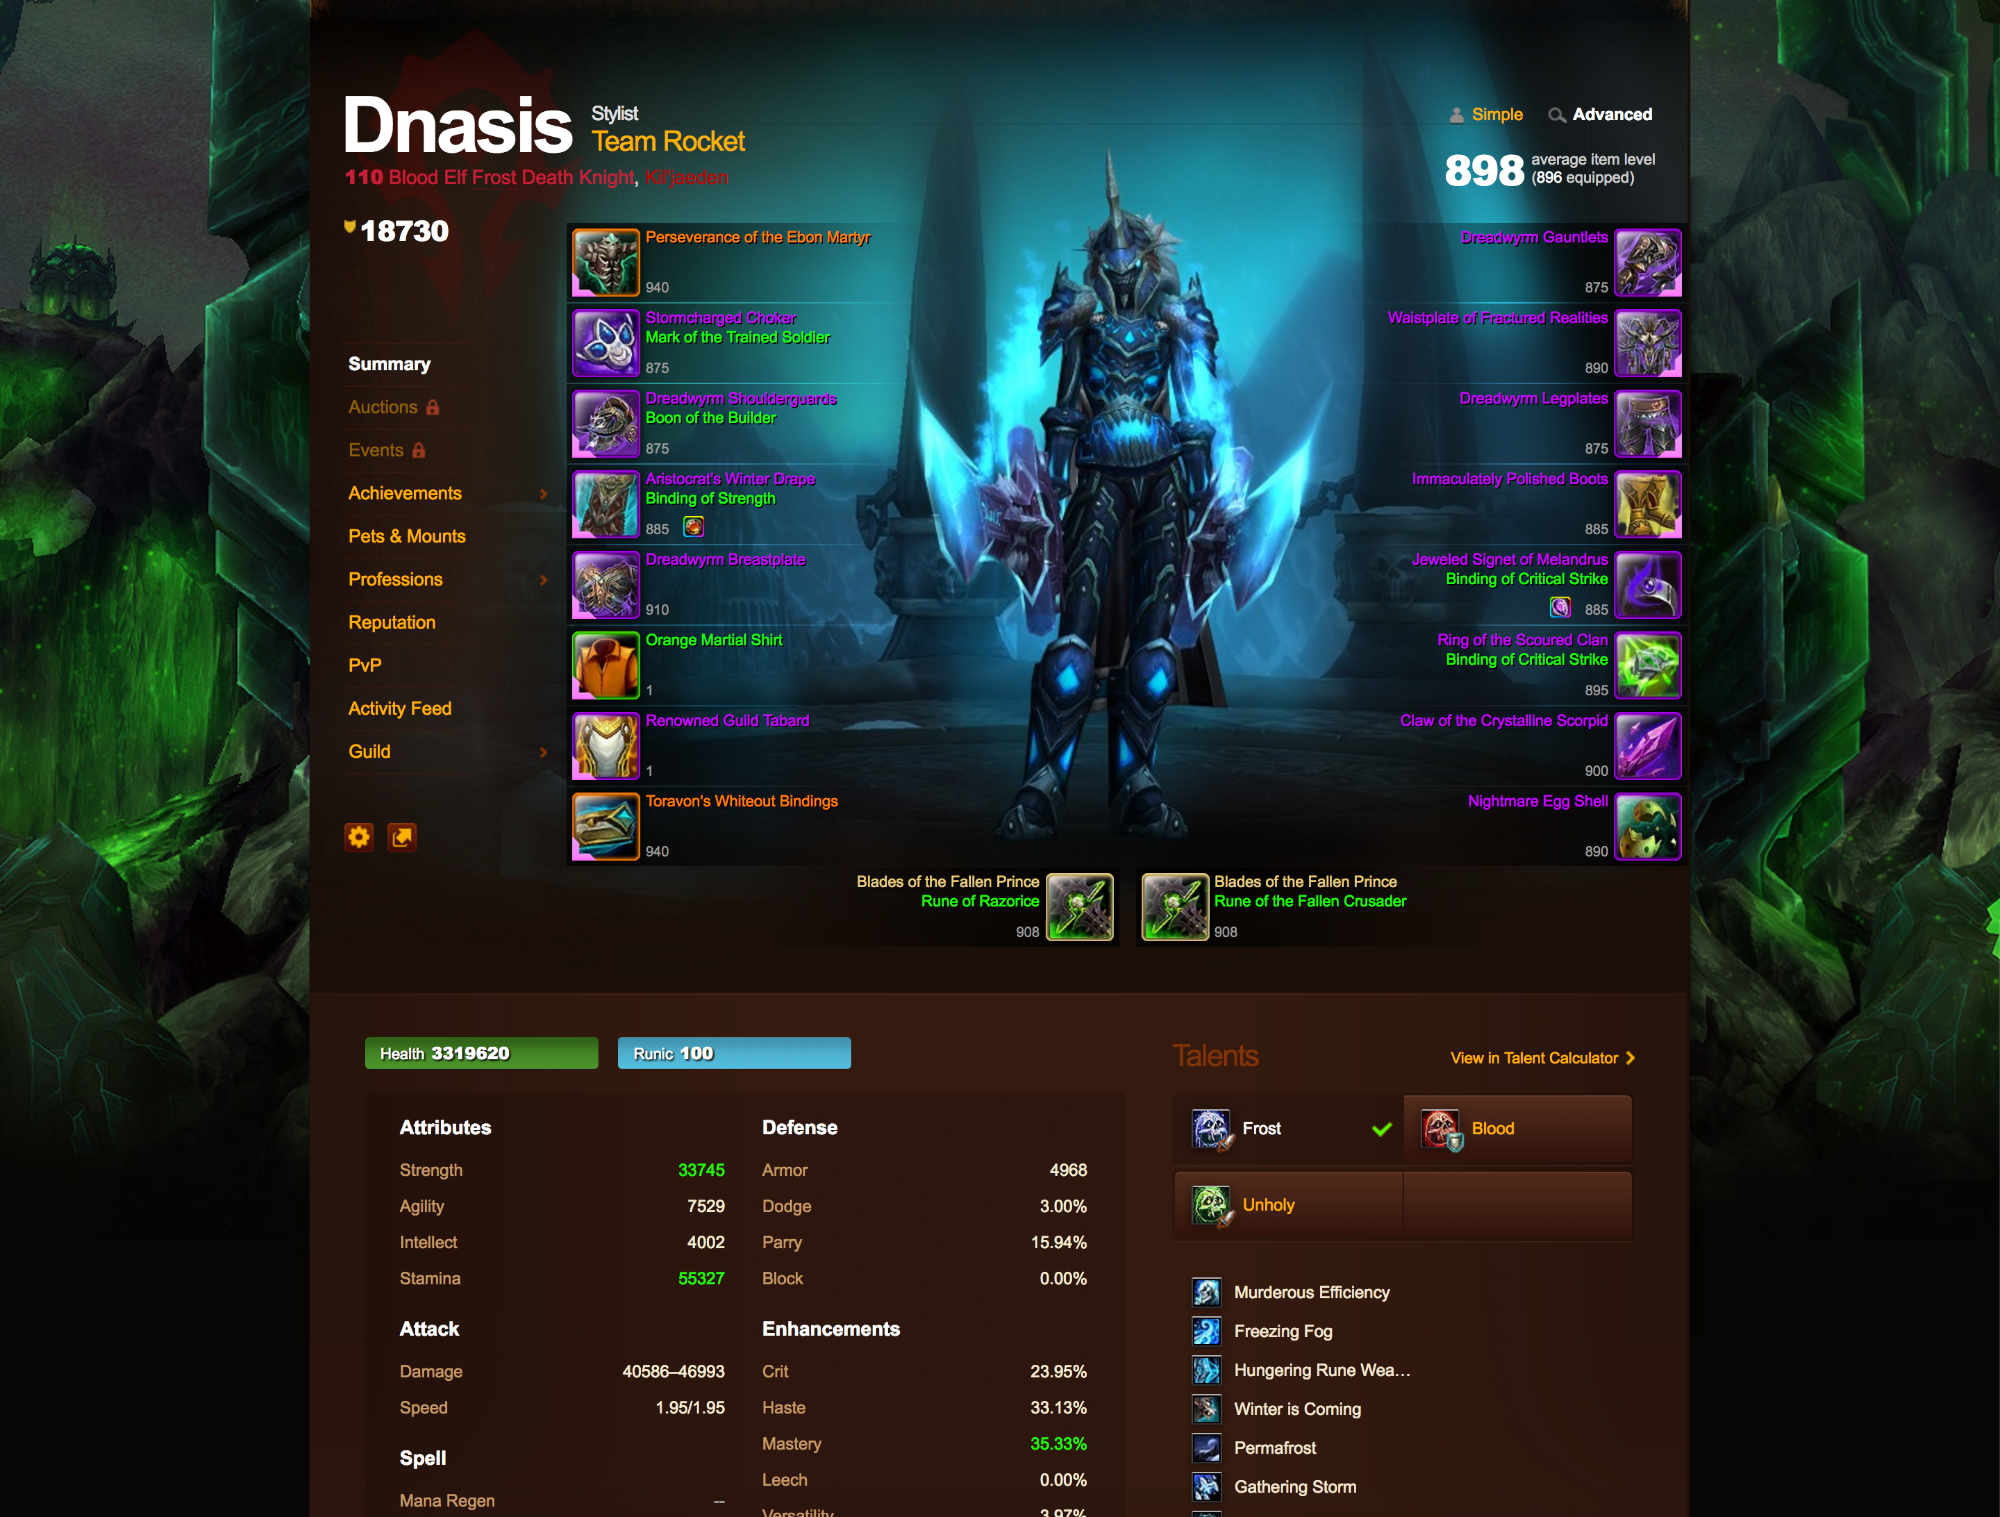 Dnasis
Stylist
Team Rocket
110 Blood Elf Frost Death Knight, Kil'jaeden
18730
Simple
Advanced
898
average item level
(896 equipped)
Summary
Auctions
Events
Achievements
Pets & Mounts
Professions
Reputation
PvP
Activity Feed
Guild
Perseverance of the Ebon Martyr
940
Stormcharged Choker
Mark of the Trained Soldier
875
Dreadwyrm Shoulderguards
Boon of the Builder
875
Aristocrat's Winter Drape
Binding of Strength
885
Dreadwyrm Breastplate
910
Orange Martial Shirt
1
Renowned Guild Tabard
1
Toravon's Whiteout Bindings
940
Dreadwyrm Gauntlets
875
Waistplate of Fractured Realities
890
Dreadwyrm Legplates
875
Immaculately Polished Boots
885
Jeweled Signet of Melandrus
Binding of Critical Strike
885
Ring of the Scoured Clan
Binding of Critical Strike
895
Claw of the Crystalline Scorpid
900
Nightmare Egg Shell
890
Blades of the Fallen Prince
Rune of Razorice
908
Blades of the Fallen Prince
Rune of the Fallen Crusader
908
Health 3319620
Runic 100
Attributes
Strength 33745
Agility 7529
Intellect 4002
Stamina 55327
Attack
Damage 40586–46993
Speed 1.95/1.95
Spell
Mana Regen --
Defense
Armor 4968
Dodge 3.00%
Parry 15.94%
Block 0.00%
Enhancements
Crit 23.95%
Haste 33.13%
Mastery 35.33%
Leech 0.00%
Versatility 3.97%
Talents
View in Talent Calculator
Frost
Blood
Unholy
Murderous Efficiency
Freezing Fog
Hungering Rune Wea…
Winter is Coming
Permafrost
Gathering Storm